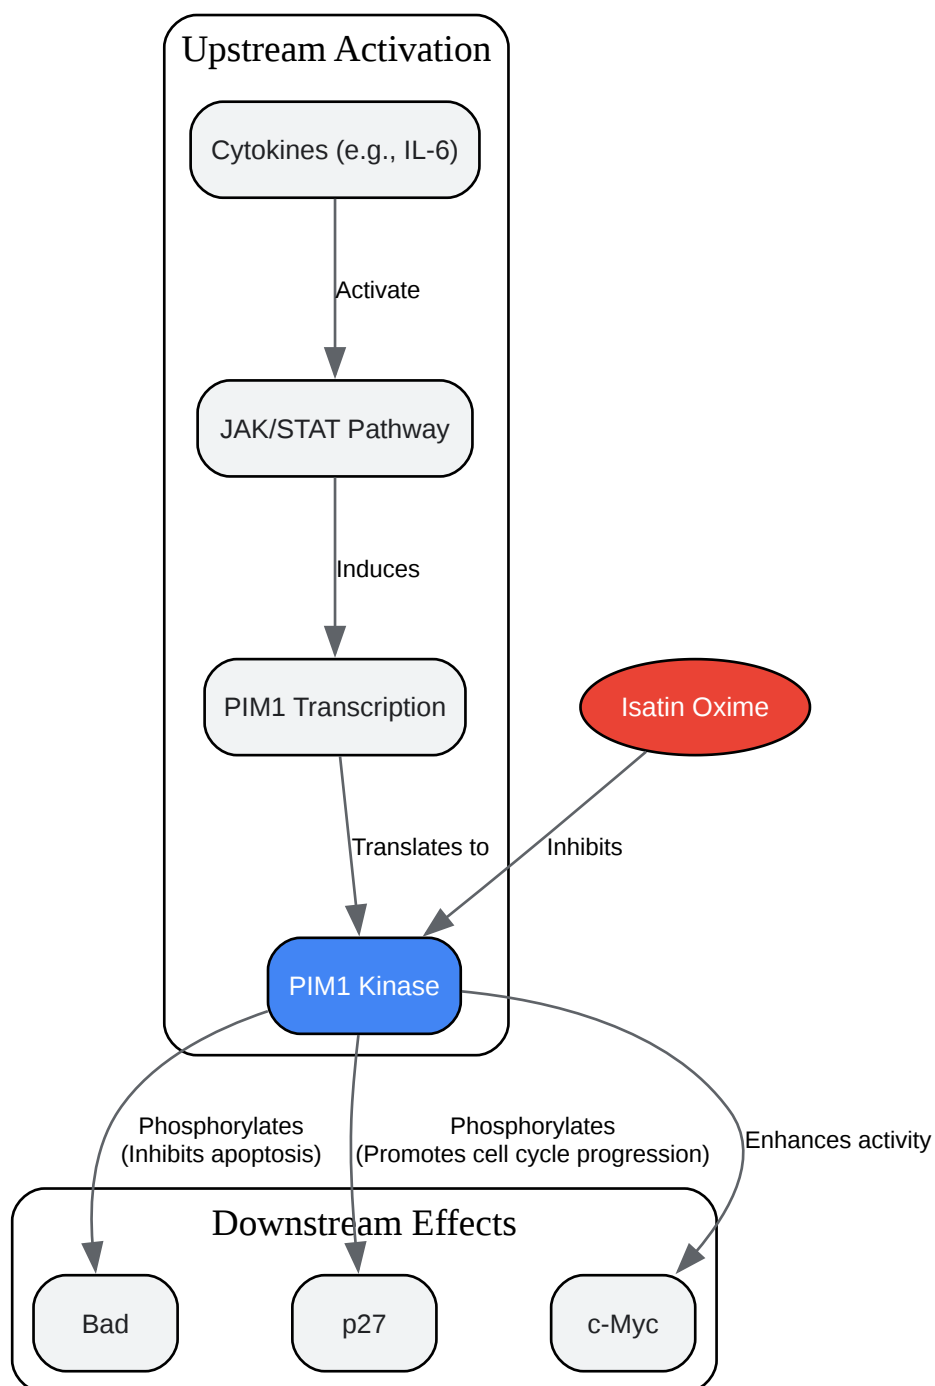 Upstream Activation
Cytokines (e.g., IL-6)
Activate
JAK/STAT Pathway
Induces
PIM1 Transcription
Isatin Oxime
Translates to
Inhibits
PIM1 Kinase
Phosphorylates
(Inhibits apoptosis)
Phosphorylates
(Promotes cell cycle progression)
Enhances activity
Downstream Effects
Bad
p27
c-Myc